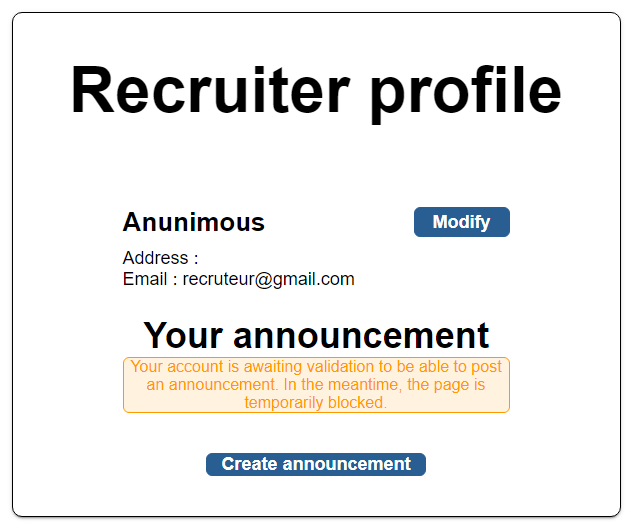 Recruiter profile
Anunimous
Modify
Address :
Email : recruteur@gmail.com
Your announcement
Your account is awaiting validation to be able to post
an announcement. In the meantime, the page is
temporarily blocked.
Create announcement